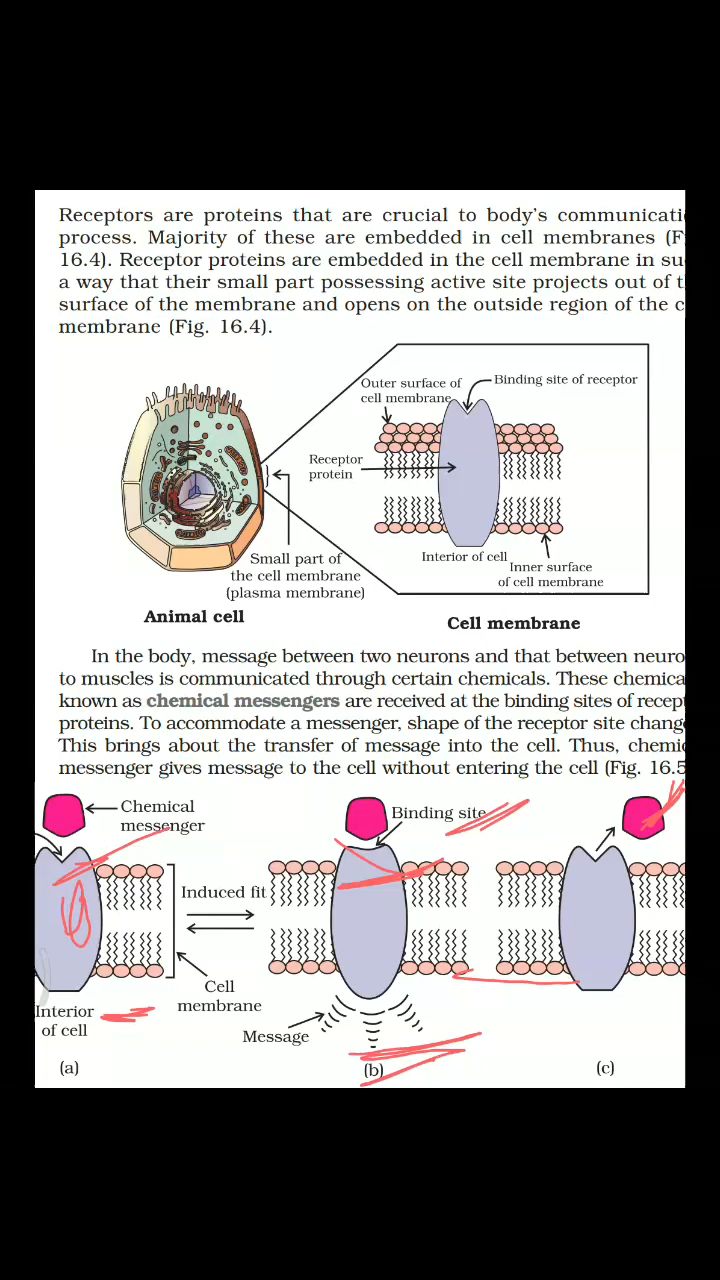 Receptors are proteins that are crucial to body's communicati
process. Majority of these are embedded in cell membranes (F
16.4). Receptor proteins are embedded in the cell membrane in su
a way that their small part possessing active site projects out of t
surface of the membrane and opens on the outside region of the c
membrane (Fig. 16.4).
Outer surface of
cell membrane
Binding site of receptor
Receptor
protein
Interior of cell
Inner surface
of cell membrane
Small part of
the cell membrane
(plasma membrane)
Animal cell
Cell membrane
In the body, message between two neurons and that between neuro
to muscles is communicated through certain chemicals. These chemica
known as chemical messengers are received at the binding sites of recept
proteins. To accommodate a messenger, shape of the receptor site chang
This brings about the transfer of message into the cell. Thus, chemic
messenger gives message to the cell without entering the cell (Fig. 16.5
Chemical
messenger
Binding site
Induced fit
Cell
membrane
Interior
of cell
Message
(a)
(b)
(c)